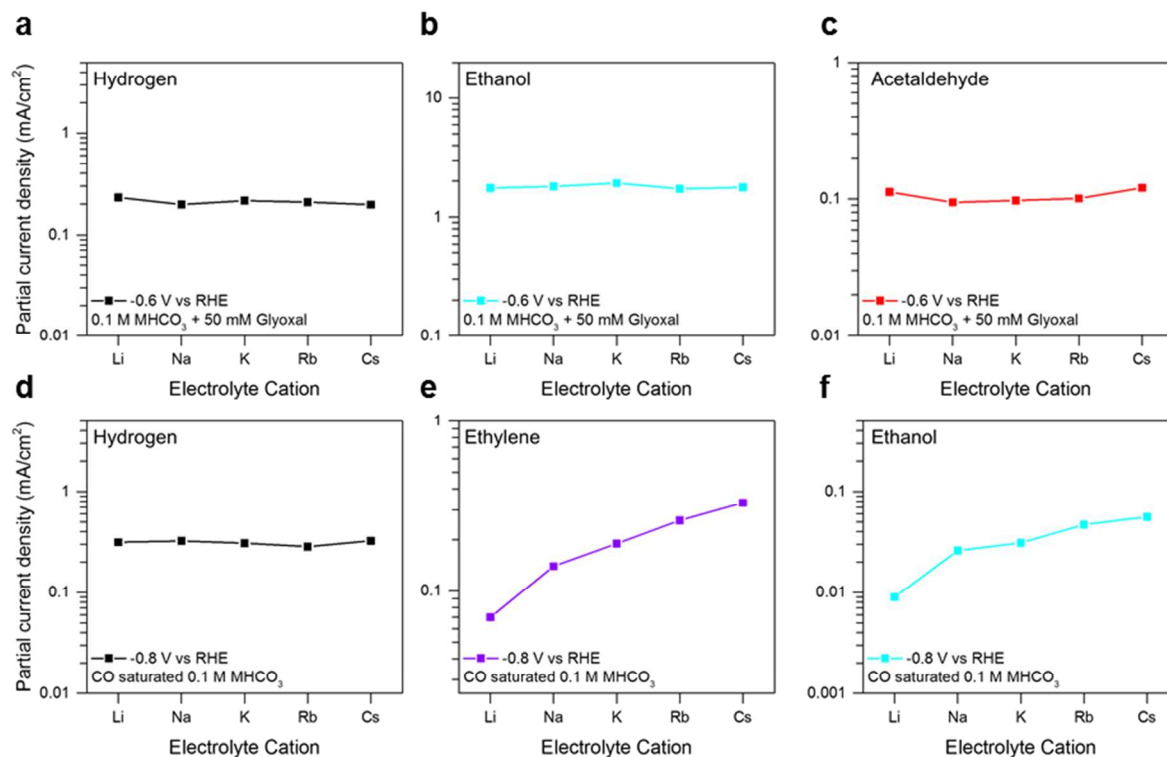 a
Hydrogen
Partial current density (mA/cm²)
1
0.1
0.01
-0.6 V vs RHE
0.1 M MHCO₃ + 50 mM Glyoxal
Li Na K Rb Cs
Electrolyte Cation
b
Ethanol
10
1
0.1
-0.6 V vs RHE
0.1 M MHCO₃ + 50 mM Glyoxal
Li Na K Rb Cs
Electrolyte Cation
c
Acetaldehyde
1
0.1
0.01
-0.6 V vs RHE
0.1 M MHCO₃ + 50 mM Glyoxal
Li Na K Rb Cs
Electrolyte Cation
d
Hydrogen
Partial current density (mA/cm²)
1
0.1
0.01
-0.8 V vs RHE
CO saturated 0.1 M MHCO₃
Li Na K Rb Cs
Electrolyte Cation
e
Ethylene
1
0.1
-0.8 V vs RHE
CO saturated 0.1 M MHCO₃
Li Na K Rb Cs
Electrolyte Cation
f
Ethanol
0.1
0.01
0.001
-0.8 V vs RHE
CO saturated 0.1 M MHCO₃
Li Na K Rb Cs
Electrolyte Cation